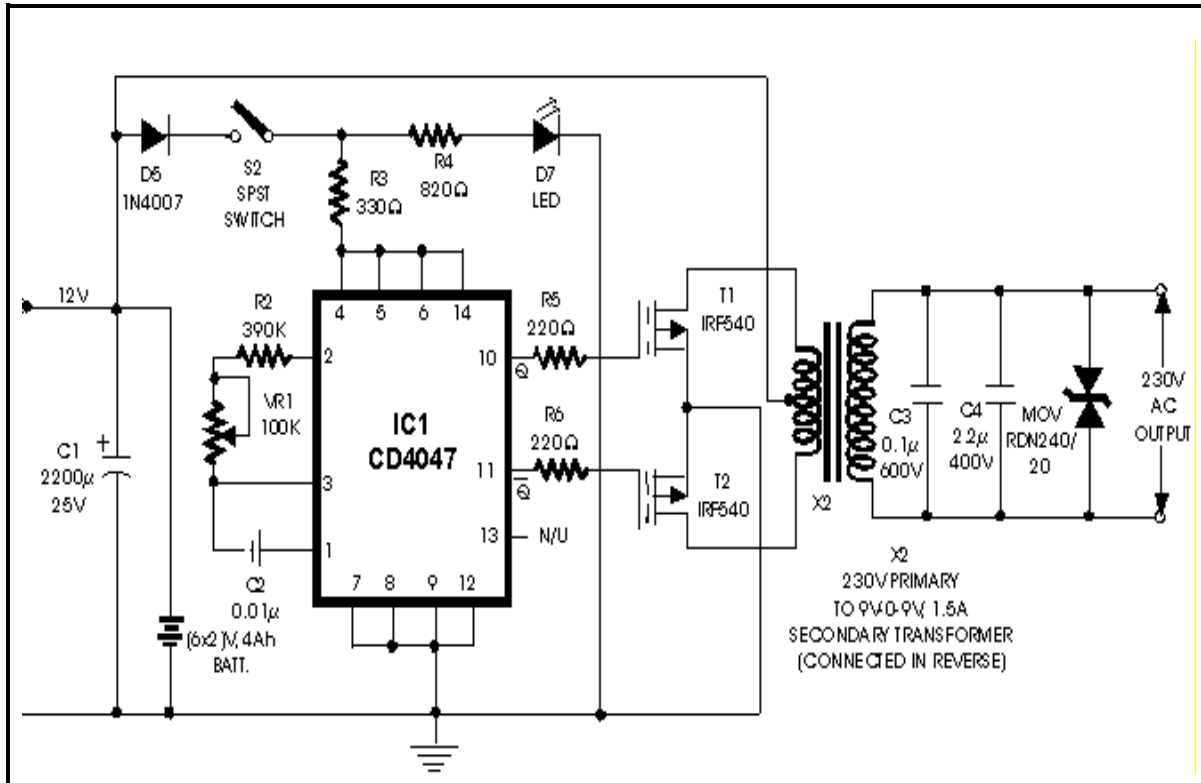 D5
1N4007
S2
SPST
SWITCH
R3
330Ω
R4
820Ω
D7
LED
12V
4
5
6
14
R2
390K
2
VR1
100K
IC1
CD4047
3
1
10
Q
11
Q̅
13
N/U
7
8
9
12
R5
220Ω
R6
220Ω
T1
IRF540
T2
IRF540
C1
+
2200µ
25V
C2
0.01µ
(6x2)V, 4Ah
BATT.
X2
C3
0.1µ
600V
C4
2.2µ
400V
MOV
RDN240/
20
230V
AC
OUTPUT
X2
230V PRIMARY
TO 9V-0-9V, 1.5A
SECONDARY TRANSFORMER
(CONNECTED IN REVERSE)